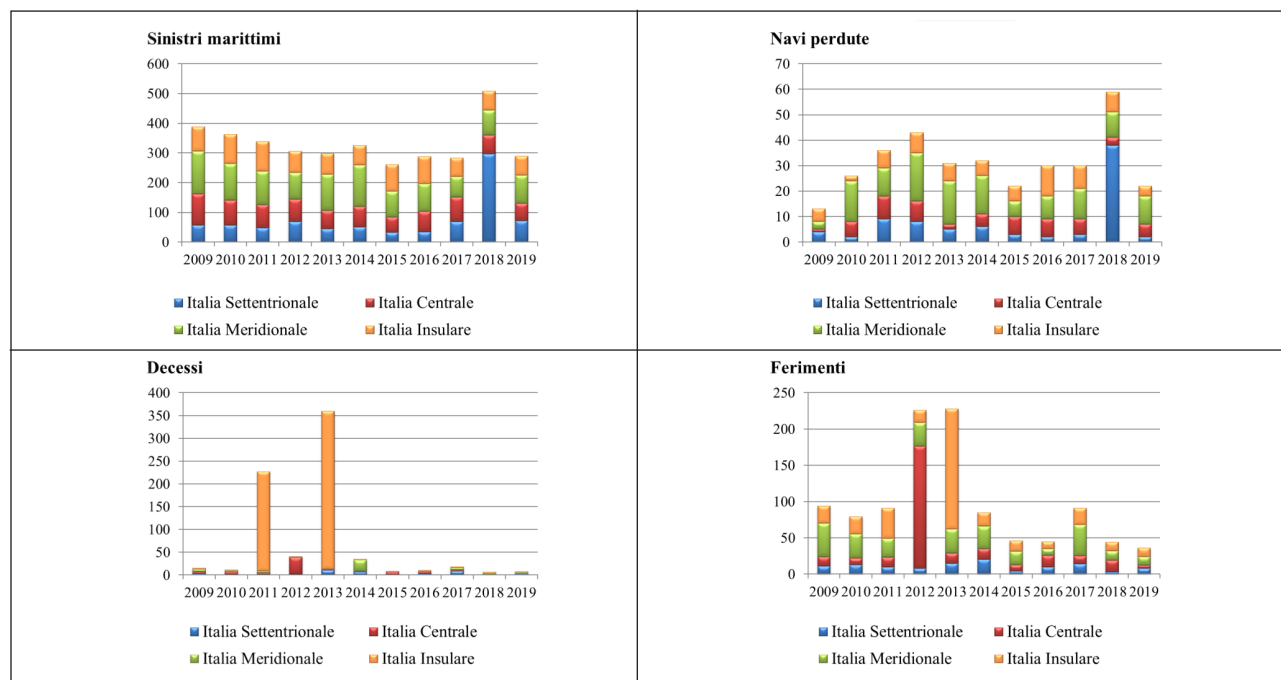 Sinistri marittimi
600
500
400
300
200
100
0
2009 2010 2011 2012 2013 2014 2015 2016 2017 2018 2019
Italia Settentrionale Italia Centrale
Italia Meridionale Italia Insulare
Navi perdute
70
60
50
40
30
20
10
0
2009 2010 2011 2012 2013 2014 2015 2016 2017 2018 2019
Italia Settentrionale Italia Centrale
Italia Meridionale Italia Insulare
Decessi
400
350
300
250
200
150
100
50
0
2009 2010 2011 2012 2013 2014 2015 2016 2017 2018 2019
Italia Settentrionale Italia Centrale
Italia Meridionale Italia Insulare
Ferimenti
250
200
150
100
50
0
2009 2010 2011 2012 2013 2014 2015 2016 2017 2018 2019
Italia Settentrionale Italia Centrale
Italia Meridionale Italia Insulare